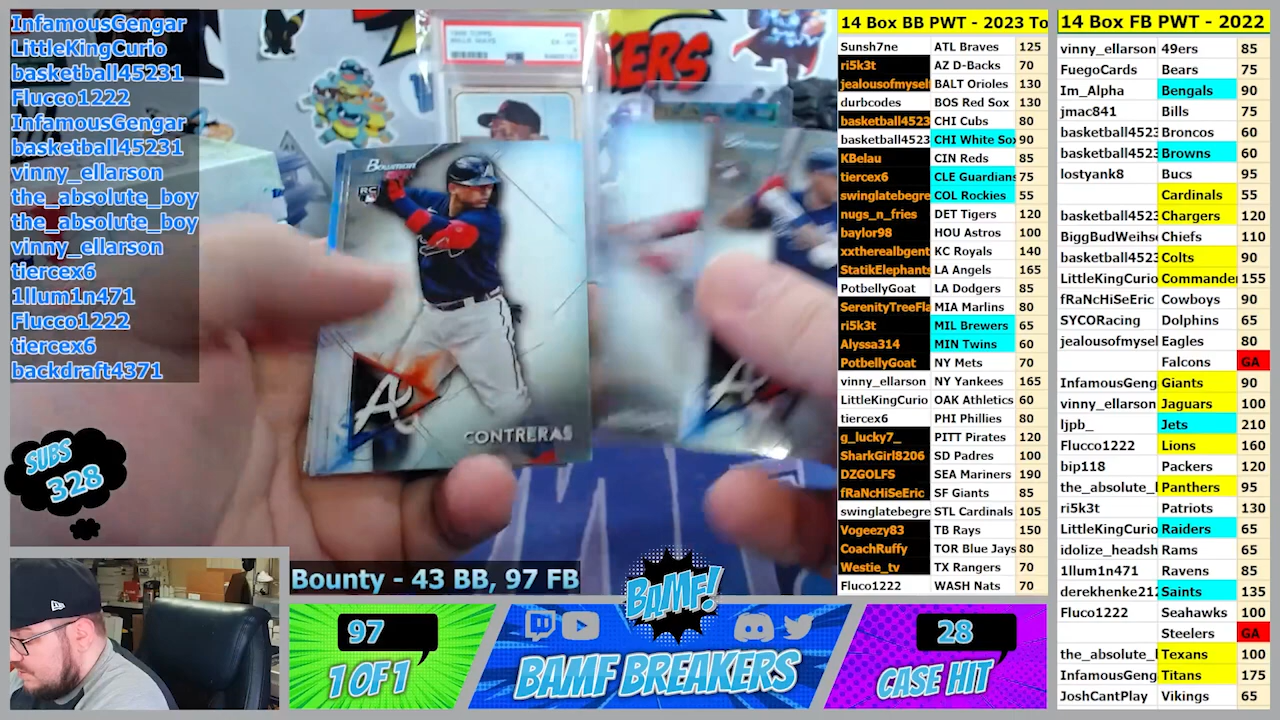 InfamousGengar
LittleKingCurio
basketball45231
Flucco1222
InfamousGengar
basketball45231
vinny_ellarson
the_absolute_boy
the_absolute_boy
vinny_ellarson
tiercex6
1llum1n471
Flucco1222
tiercex6
backdraft4371
SUBS
328
ERS
Bowman
RC
A
CONTRERAS
Bounty - 43 BB, 97 FB
BAMF!
97
1 OF 1
BAMF BREAKERS
28
CASE HIT
14 Box BB PWT - 2023 To
Sunsh7ne ATL Braves 125
ri5k3t AZ D-Backs 70
jealousofmysel BALT Orioles 130
durbcodes BOS Red Sox 130
basketball4523 CHI Cubs 80
basketball4523 CHI White Sox 90
KBelau CIN Reds 85
tiercex6 CLE Guardians 75
swinglatebegre COL Rockies 55
nugs_n_fries DET Tigers 120
baylor98 HOU Astros 100
xxtherealbgent KC Royals 140
StatikElephants LA Angels 165
PotbellyGoat LA Dodgers 85
SerenityTreeFla MIA Marlins 80
ri5k3t MIL Brewers 65
Alyssa314 MIN Twins 60
PotbellyGoat NY Mets 70
vinny_ellarson NY Yankees 165
LittleKingCurio OAK Athletics 60
tiercex6 PHI Phillies 80
g_lucky7_ PITT Pirates 120
SharkGirl8206 SD Padres 100
DZGOLFS SEA Mariners 190
fRaNcHiSeEric SF Giants 85
swinglatebegre STL Cardinals 105
Vogeezy83 TB Rays 150
CoachRuffy TOR Blue Jays 80
Westie_tv TX Rangers 70
Fluco1222 WASH Nats 70
14 Box FB PWT - 2022
vinny_ellarson 49ers 85
FuegoCards Bears 75
Im_Alpha Bengals 90
jmac841 Bills 75
basketball4523 Broncos 60
basketball4523 Browns 60
lostyank8 Bucs 95
Cardinals 55
basketball4523 Chargers 120
BiggBudWeihs Chiefs 110
basketball4523 Colts 90
LittleKingCurio Commander 155
fRaNcHiSeEric Cowboys 90
SYCORacing Dolphins 65
jealousofmysel Eagles 80
Falcons GA
InfamousGeng Giants 90
vinny_ellarson Jaguars 100
ljpb_ Jets 210
Flucco1222 Lions 160
bip118 Packers 120
the_absolute_l Panthers 95
ri5k3t Patriots 130
LittleKingCurio Raiders 65
idolize_headsh Rams 65
1llum1n471 Ravens 85
derekhenke212 Saints 135
Fluco1222 Seahawks 100
Steelers GA
the_absolute_l Texans 100
InfamousGeng Titans 175
JoshCantPlay Vikings 65